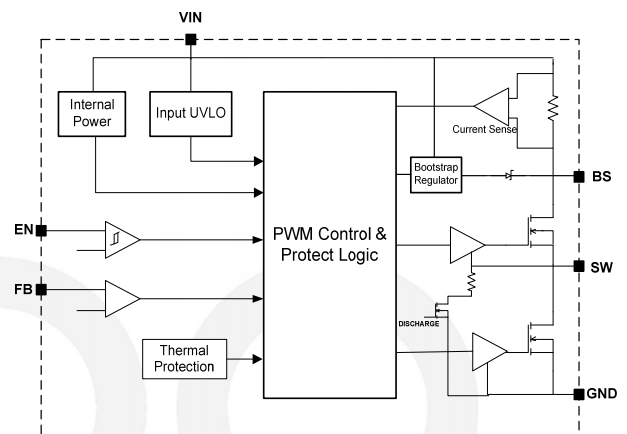 VIN
Internal
Power
Input UVLO
Current Sense
Bootstrap
Regulator
BS
EN
PWM Control &
Protect Logic
SW
FB
DISCHARGE
Thermal
Protection
GND